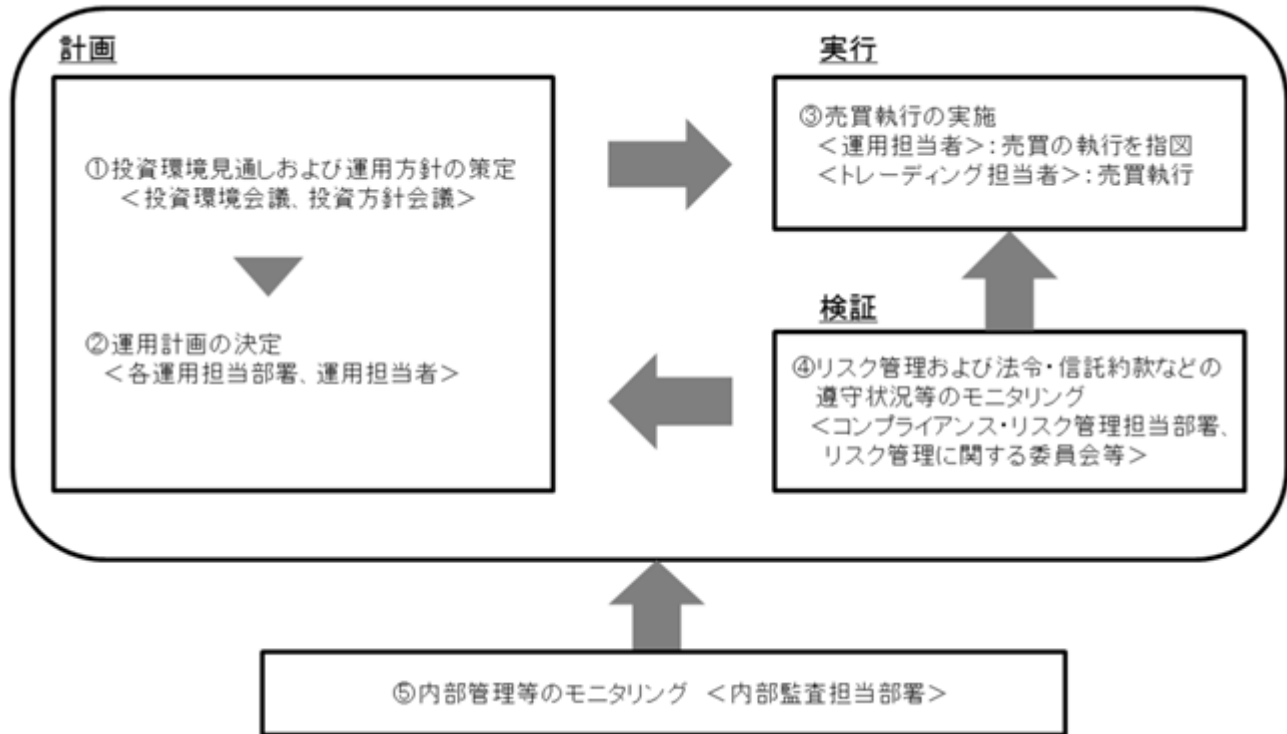 計画
①投資環境見通しおよび運用方針の策定
＜投資環境会議、投資方針会議＞
②運用計画の決定
＜各運用担当部署、運用担当者＞
実行
③売買執行の実施
＜運用担当者＞:売買の執行を指図
＜トレーディング担当者＞:売買執行
検証
④リスク管理および法令・信託約款などの
遵守状況等のモニタリング
＜コンプライアンス・リスク管理担当部署、
リスク管理に関する委員会等＞
⑤内部管理等のモニタリング ＜内部監査担当部署＞